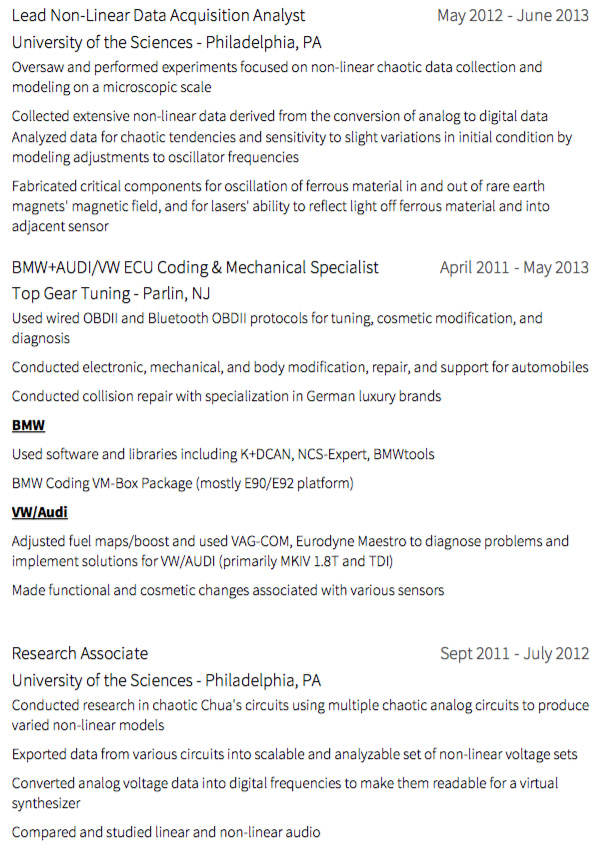 Lead Non-Linear Data Acquisition Analyst May 2012 - June 2013
University of the Sciences - Philadelphia, PA
Oversaw and performed experiments focused on non-linear chaotic data collection and
modeling on a microscopic scale
Collected extensive non-linear data derived from the conversion of analog to digital data
Analyzed data for chaotic tendencies and sensitivity to slight variations in initial condition by
modeling adjustments to oscillator frequencies
Fabricated critical components for oscillation of ferrous material in and out of rare earth
magnets' magnetic field, and for lasers' ability to reflect light off ferrous material and into
adjacent sensor
BMW+AUDI/VW ECU Coding & Mechanical Specialist April 2011 - May 2013
Top Gear Tuning - Parlin, NJ
Used wired OBDII and Bluetooth OBDII protocols for tuning, cosmetic modification, and
diagnosis
Conducted electronic, mechanical, and body modification, repair, and support for automobiles
Conducted collision repair with specialization in German luxury brands
BMW
Used software and libraries including K+DCAN, NCS-Expert, BMWtools
BMW Coding VM-Box Package (mostly E90/E92 platform)
VW/Audi
Adjusted fuel maps/boost and used VAG-COM, Eurodyne Maestro to diagnose problems and
implement solutions for VW/AUDI (primarily MKIV 1.8T and TDI)
Made functional and cosmetic changes associated with various sensors
Research Associate Sept 2011 - July 2012
University of the Sciences - Philadelphia, PA
Conducted research in chaotic Chua's circuits using multiple chaotic analog circuits to produce
varied non-linear models
Exported data from various circuits into scalable and analyzable set of non-linear voltage sets
Converted analog voltage data into digital frequencies to make them readable for a virtual
synthesizer
Compared and studied linear and non-linear audio